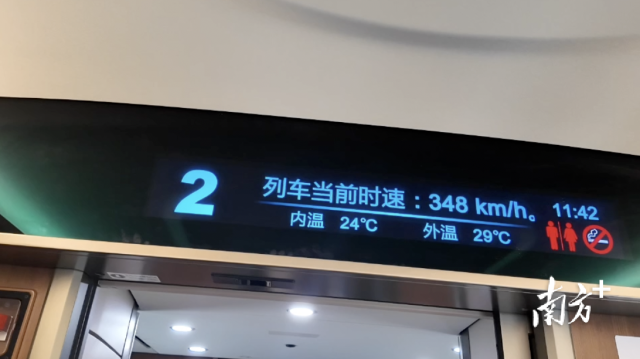 2
列车当前时速：348 km/h。 11:42
内温 24℃ 外温 29℃
南方+